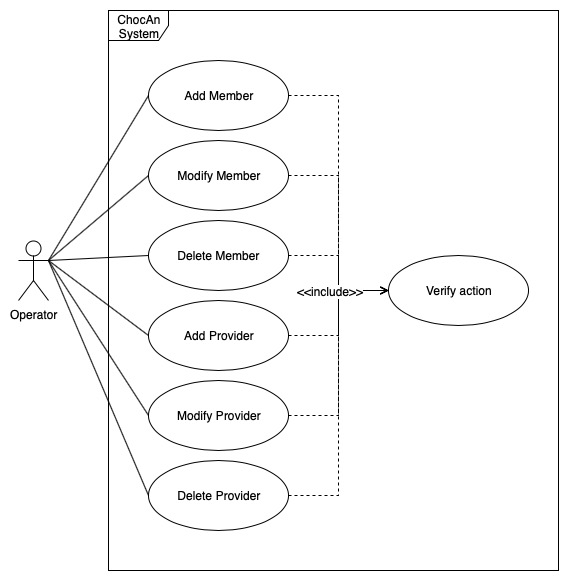 ChocAn
System
Add Member
Modify Member
Delete Member
<<include>>
Verify action
Operator
Add Provider
Modify Provider
Delete Provider